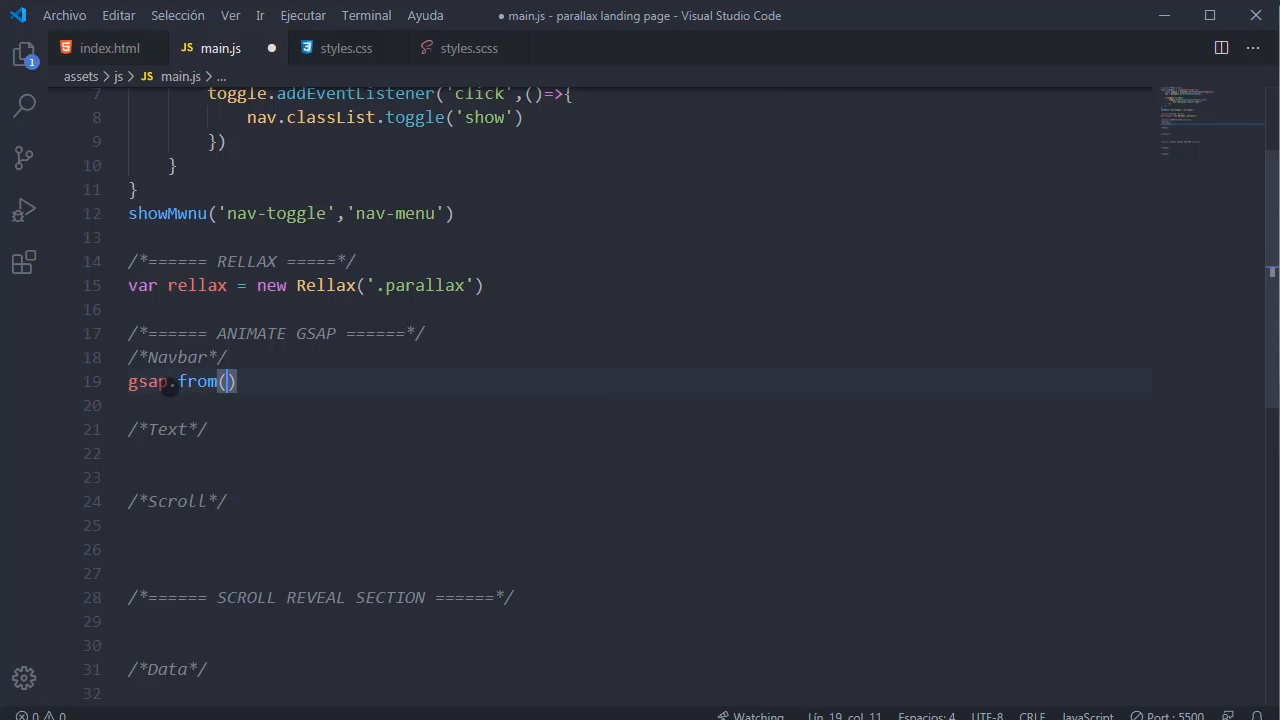 Archivo Editar Selección Ver Ir Ejecutar Terminal Ayuda ● main.js - parallax landing page - Visual Studio Code
index.html JS main.js ● styles.css styles.scss
assets > js > JS main.js > ...
1
7 toggle.addEventListener('click',()=>{
8 nav.classList.toggle('show')
9 })
10 }
11 }
12 showMwnu('nav-toggle','nav-menu')
13
14 /*====== RELLAX =====*/
15 var rellax = new Rellax('.parallax')
16
17 /*====== ANIMATE GSAP ======*/
18 /*Navbar*/
19 gsap.from()
20
21 /*Text*/
22
23
24 /*Scroll*/
25
26
27
28 /*====== SCROLL REVEAL SECTION ======*/
29
30
31 /*Data*/
32
0 0 Watching Lín. 19, col. 11 Espacios: 4 UTF-8 CRLF JavaScript Port : 5500